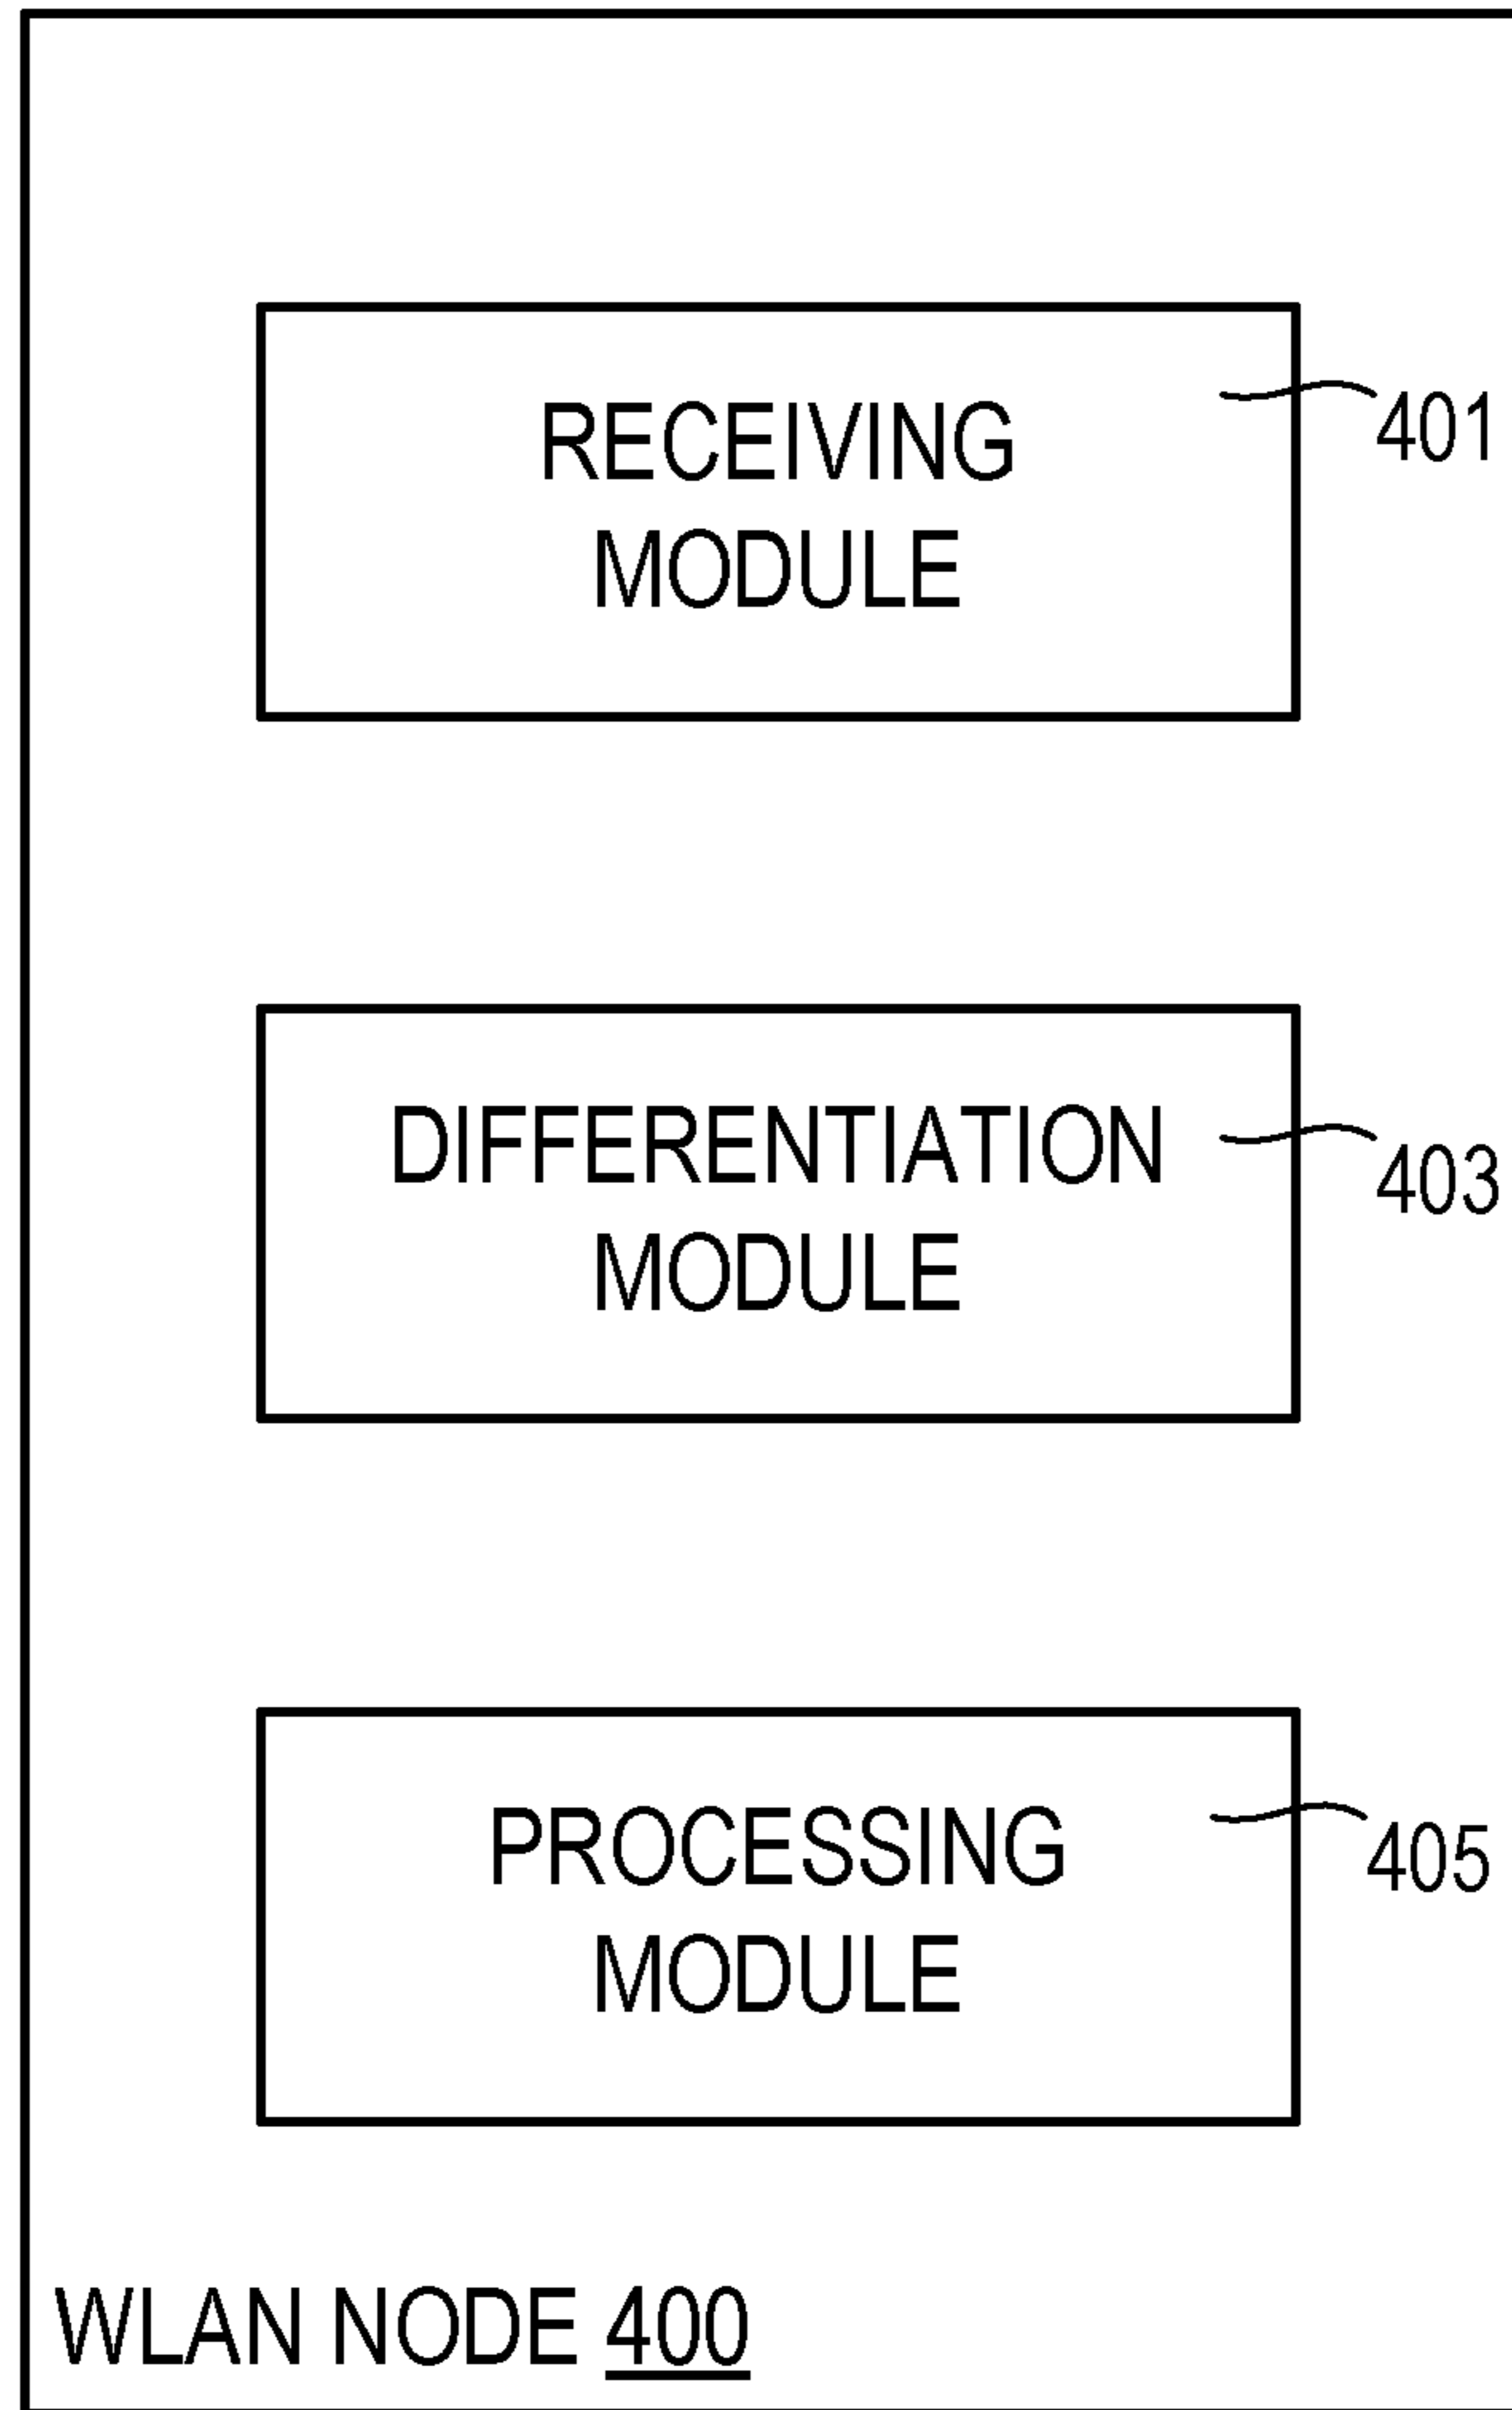 RECEIVING
MODULE
401
DIFFERENTIATION
MODULE
403
PROCESSING
MODULE
405
WLAN NODE 400